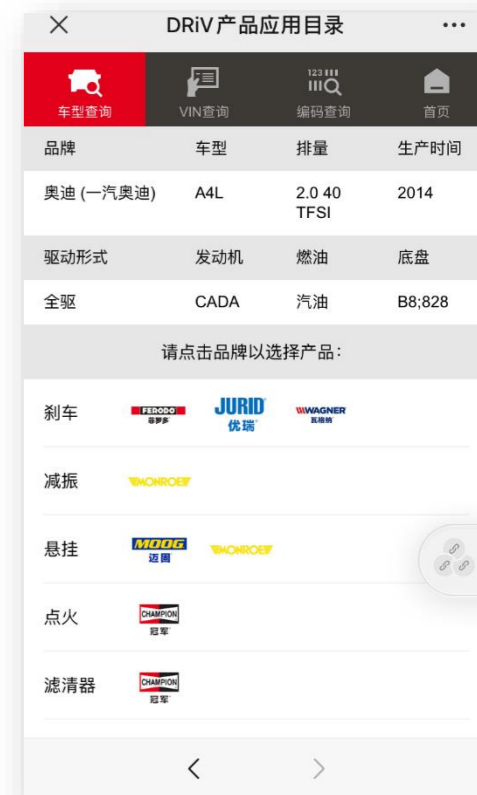 DRiV产品应用目录
123
车型查询 VIN查询 编码查询 首页
品牌 车型 排量 生产时间
奥迪 (一汽奥迪) A4L 2.0 40 2014
TFSI
驱动形式 发动机 燃油 底盘
全驱 CADA 汽油 B8;828
请点击品牌以选择产品：
刹车 FERODO JURID WAGNER
菲罗多 优瑞 瓦格纳
减振 MONROE
悬挂 MOOG MONROE
迈固
点火 CHAMPION
冠军
滤清器 CHAMPION
冠军